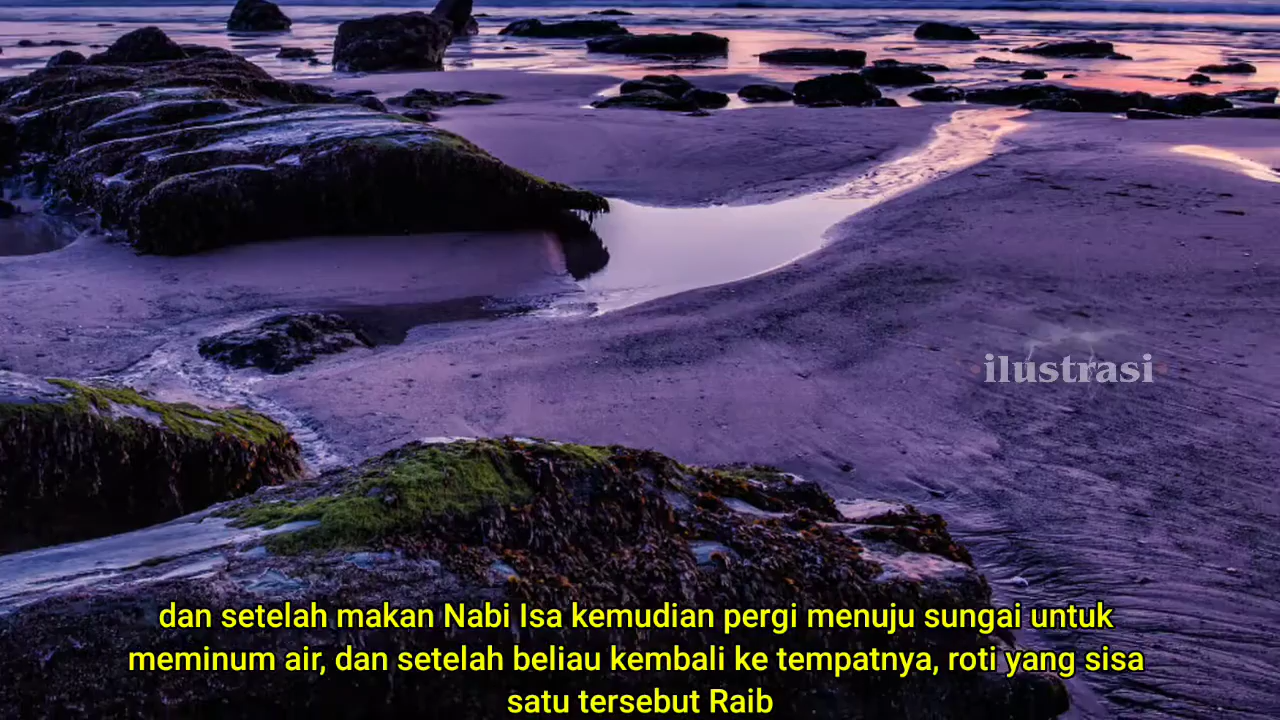 ilustrasi
dan setelah makan Nabi Isa kemudian pergi menuju sungai untuk
meminum air, dan setelah beliau kembali ke tempatnya, roti yang sisa
satu tersebut Raib